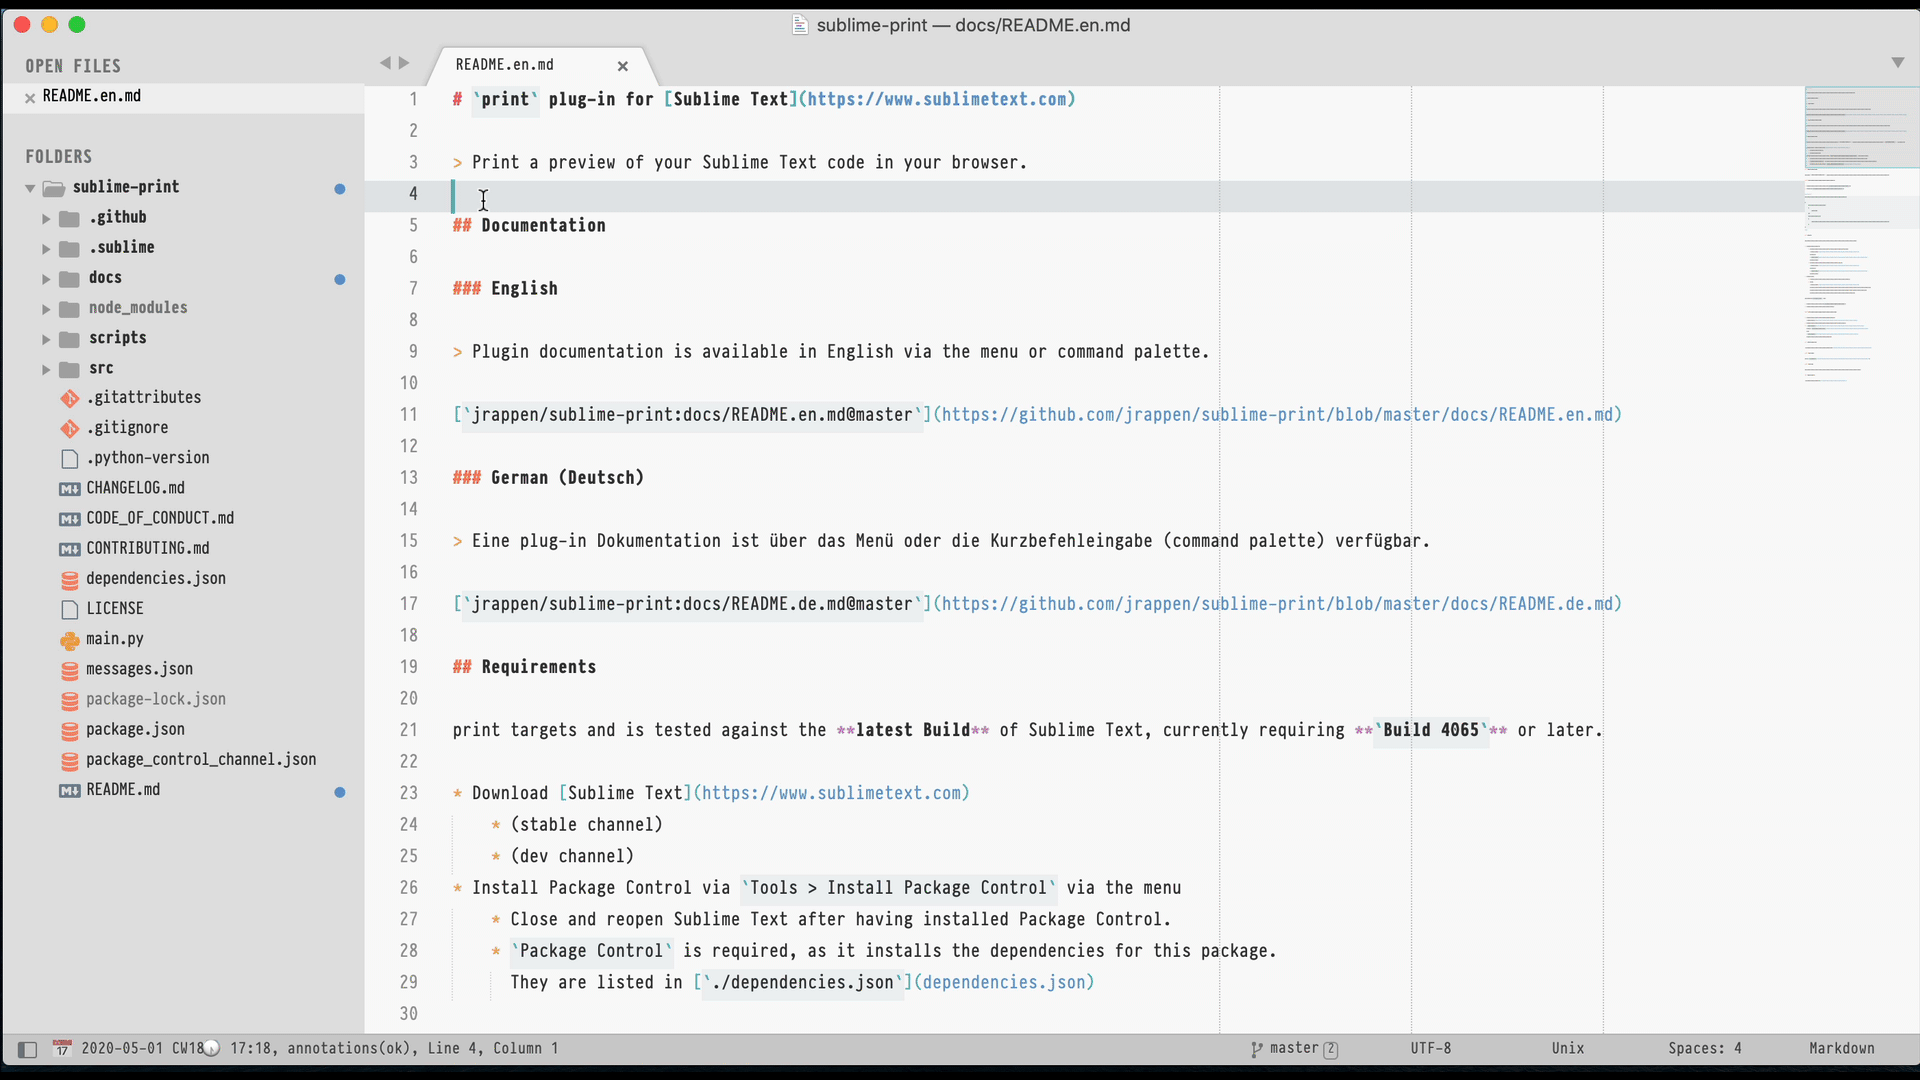 sublime-print — docs/README.en.md
OPEN FILES
README.en.md
FOLDERS
sublime-print
.github
.sublime
docs
node_modules
scripts
src
.gitattributes
.gitignore
.python-version
CHANGELOG.md
CODE_OF_CONDUCT.md
CONTRIBUTING.md
dependencies.json
LICENSE
main.py
messages.json
package-lock.json
package.json
package_control_channel.json
README.md
README.en.md
1 # `print` plug-in for [Sublime Text](https://www.sublimetext.com)
2
3 > Print a preview of your Sublime Text code in your browser.
4
5 ## Documentation
6
7 ### English
8
9 > Plugin documentation is available in English via the menu or command palette.
10
11 [`jrappen/sublime-print:docs/README.en.md@master`](https://github.com/jrappen/sublime-print/blob/master/docs/README.en.md)
12
13 ### German (Deutsch)
14
15 > Eine plug-in Dokumentation ist über das Menü oder die Kurzbefehleingabe (command palette) verfügbar.
16
17 [`jrappen/sublime-print:docs/README.de.md@master`](https://github.com/jrappen/sublime-print/blob/master/docs/README.de.md)
18
19 ## Requirements
20
21 print targets and is tested against the **latest Build** of Sublime Text, currently requiring **`Build 4065`** or later.
22
23 * Download [Sublime Text](https://www.sublimetext.com)
24 * (stable channel)
25 * (dev channel)
26 * Install Package Control via `Tools > Install Package Control` via the menu
27 * Close and reopen Sublime Text after having installed Package Control.
28 * `Package Control` is required, as it installs the dependencies for this package.
29 They are listed in [`./dependencies.json`](dependencies.json)
30
17 2020-05-01 CW18 17:18, annotations(ok), Line 4, Column 1
master 2
UTF-8
Unix
Spaces: 4
Markdown